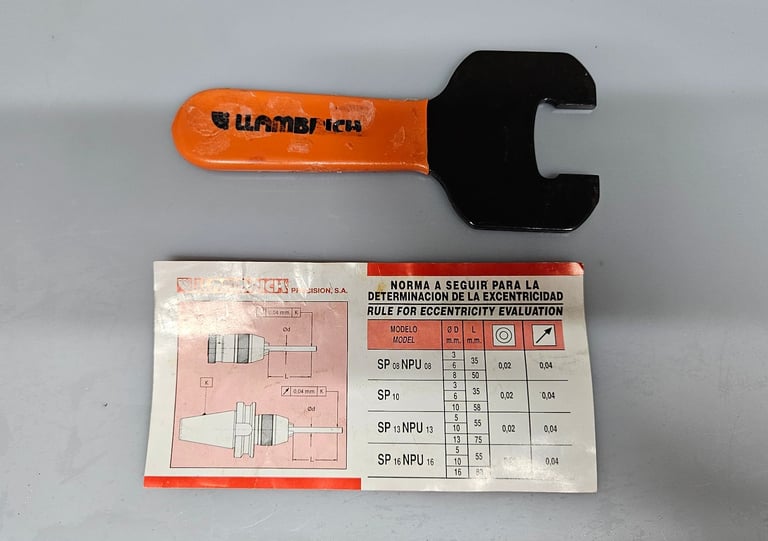 LLAMBRICH
LLAMBRICH PRECISION, S.A.
0,04 mm. K
Ød
L
K
0,04 mm. K
Ød
L
NORMA A SEGUIR PARA LA
DETERMINACION DE LA EXCENTRICIDAD
RULE FOR ECCENTRICITY EVALUATION
MODELO Ø D L
MODEL m.m. m.m.
SP 08 NPU 08 3 6 8 35 50 0,02 0,04
SP 10 3 6 10 35 58 0,02 0,04
SP 13 NPU 13 5 10 13 55 75 0,02 0,04
SP 16 NPU 16 5 10 16 55 0,04